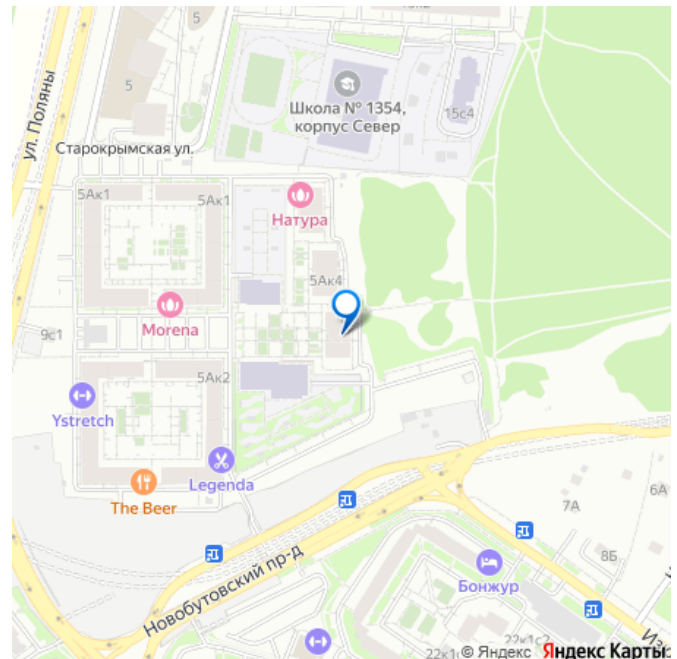 10к2
5
5
ул. Поляны
Школа № 1354,
корпус Север
15с4
Старокрымская ул.
5Ак1
5Ак1
Натура
5Ак4
Morena
9с1
5Ак2
Ystretch
Legenda
The Beer
7А
6А
8Б
Новобутовский пр-д
Бонжур
22к1с2
22к1
© Яндекс Яндекс Карты